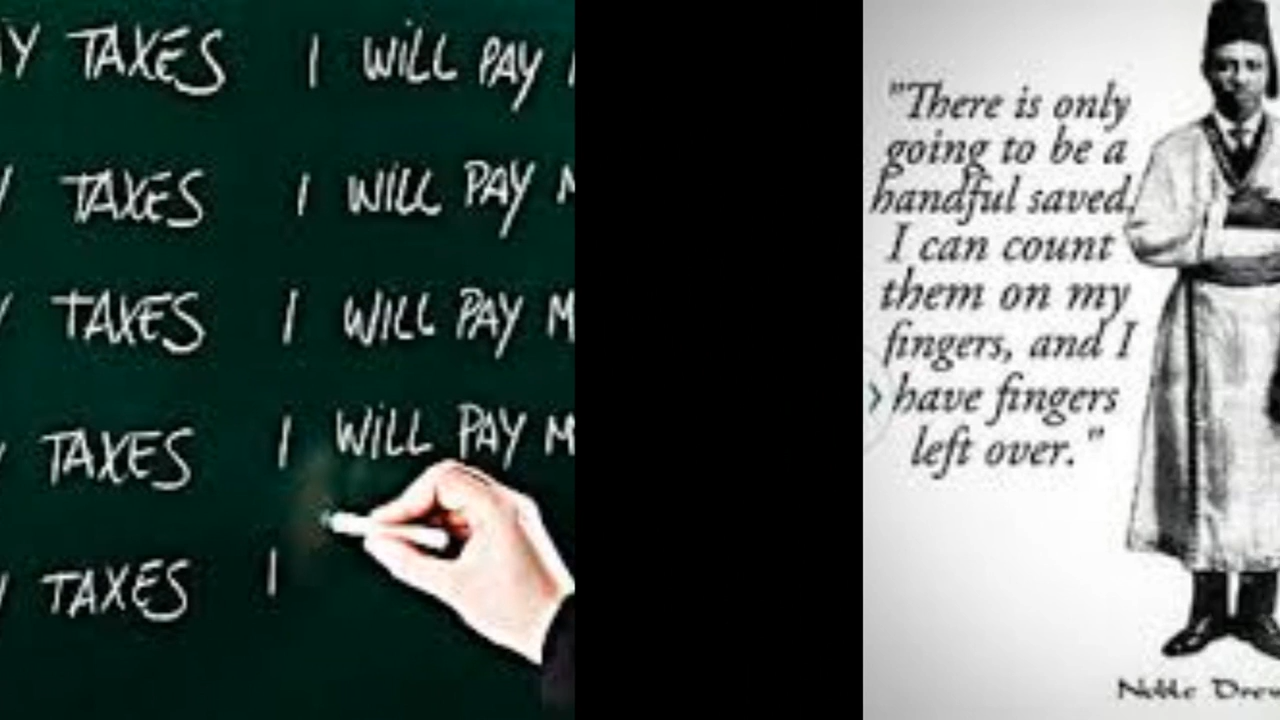 Y TAXES I WILL PAY
TAXES I WILL PAY M
TAXES I WILL PAY M
TAXES I WILL PAY M
TAXES I
"There is only
going to be a
handful saved.
I can count
them on my
fingers, and I
have fingers
left over."
Noble Drew